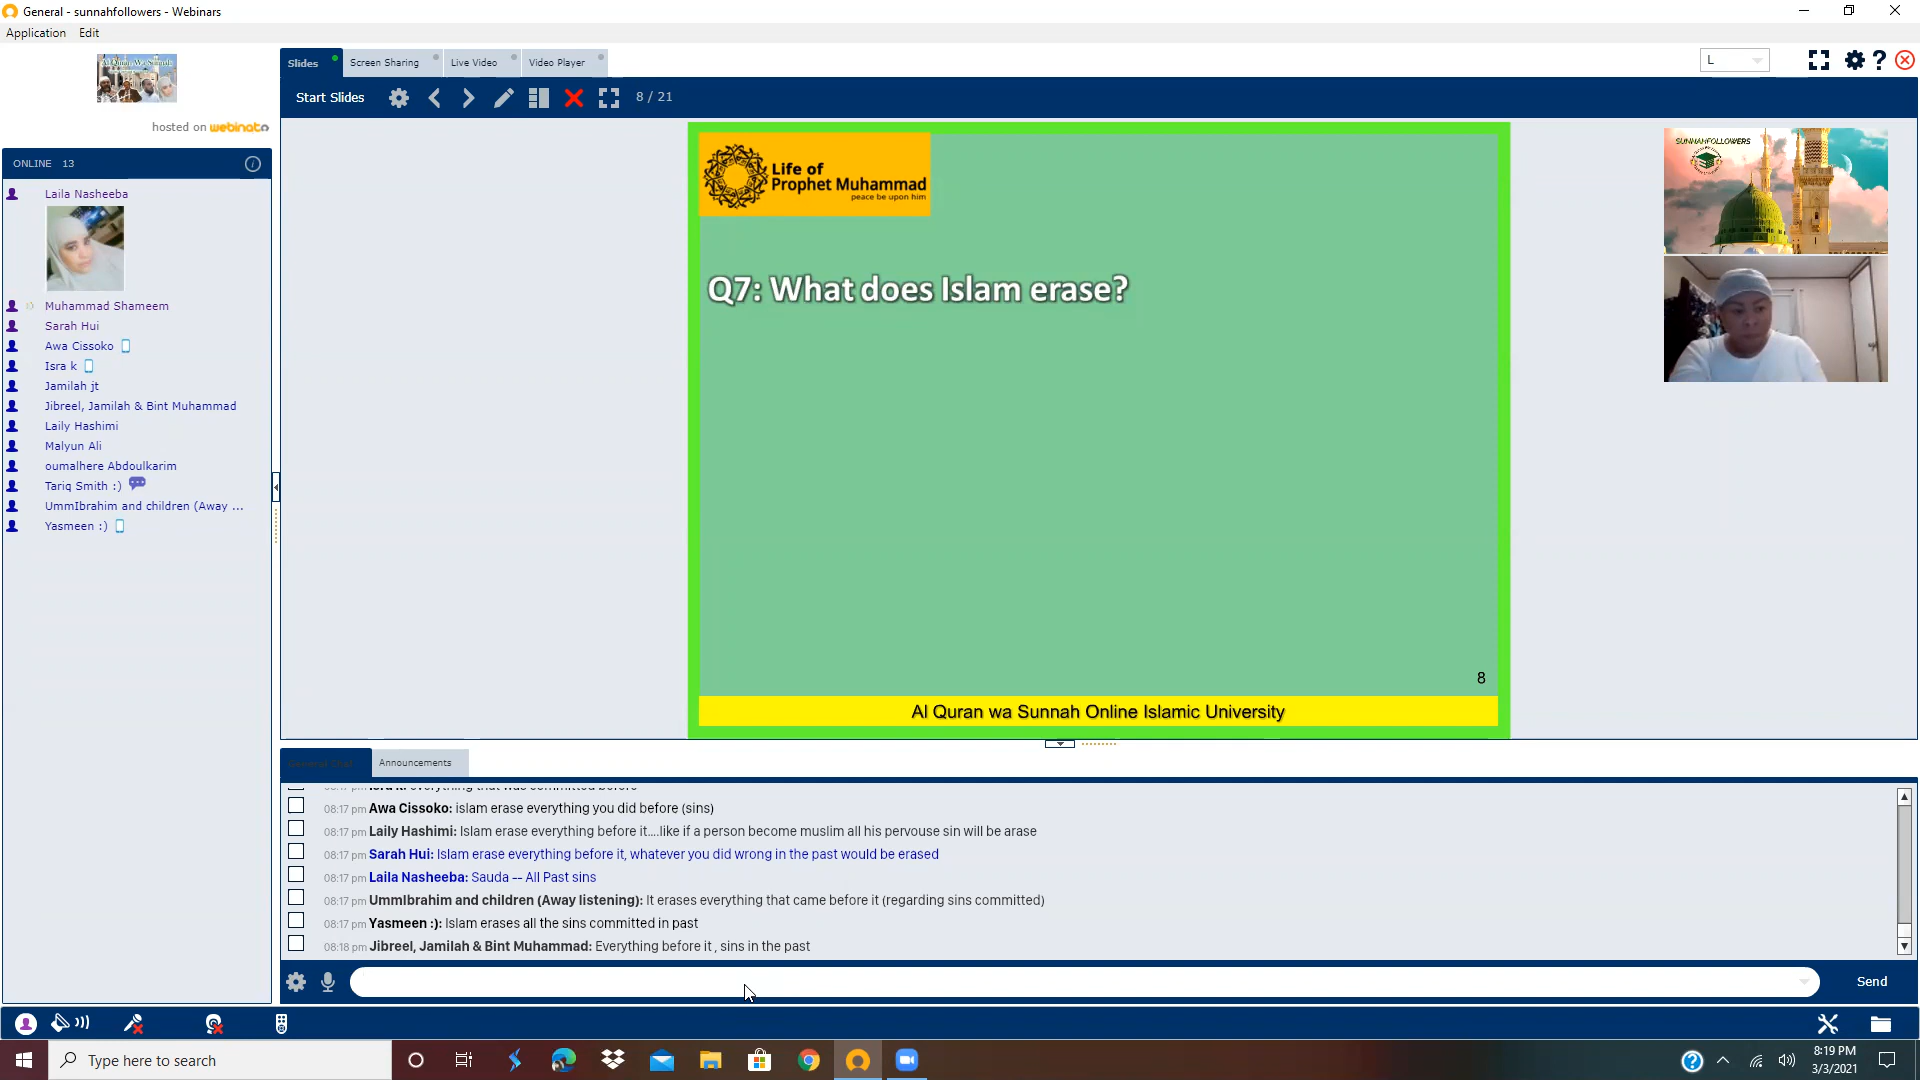 General - sunnahfollowers - Webinars
Application Edit
hosted on webinato
ONLINE 13
Laila Nasheeba
Muhammad Shameem
Sarah Hui
Awa Cissoko
Isra k
Jamilah jt
Jibreel, Jamilah & Bint Muhammad
Laily Hashimi
Malyun Ali
oumalhere Abdoulkarim
Tariq Smith :)
UmmIbrahim and children (Away ...
Yasmeen :)
Slides Screen Sharing Live Video Video Player
L
Start Slides 8 / 21
Life of
Prophet Muhammad
peace be upon him
Q7: What does Islam erase?
8
Al Quran wa Sunnah Online Islamic University
SUNNAHFOLLOWERS
General Chat Announcements
Awa Cissoko: islam erase everything you did before (sins)
08:17 pm Laily Hashimi: Islam erase everything before it....like if a person become muslim all his pervouse sin will be arase
08:17 pm Sarah Hui: Islam erase everything before it, whatever you did wrong in the past would be erased
08:17 pm Laila Nasheeba: Sauda -- All Past sins
08:17 pm UmmIbrahim and children (Away listening): It erases everything that came before it (regarding sins committed)
08:17 pm Yasmeen :): Islam erases all the sins committed in past
08:18 pm Jibreel, Jamilah & Bint Muhammad: Everything before it , sins in the past
Send
Type here to search
8:19 PM
3/3/2021